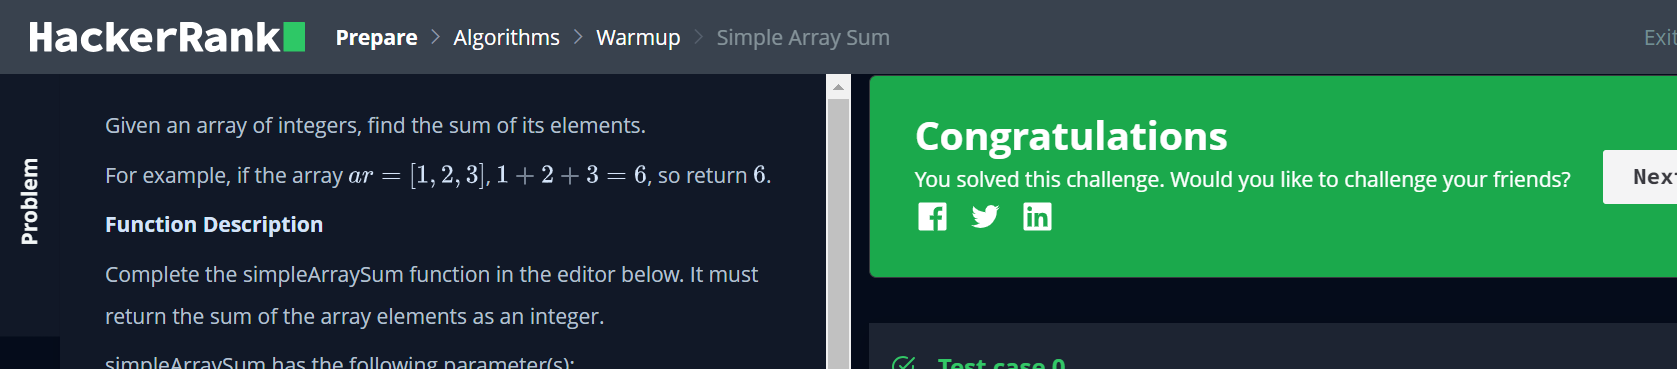 HackerRank Prepare > Algorithms > Warmup > Simple Array Sum
Problem
Given an array of integers, find the sum of its elements.
For example, if the array ar = [1, 2, 3], 1 + 2 + 3 = 6, so return 6.
Function Description
Complete the simpleArraySum function in the editor below. It must
return the sum of the array elements as an integer.
simpleArraySum has the following parameter(s):
Congratulations
You solved this challenge. Would you like to challenge your friends?
Test case 0